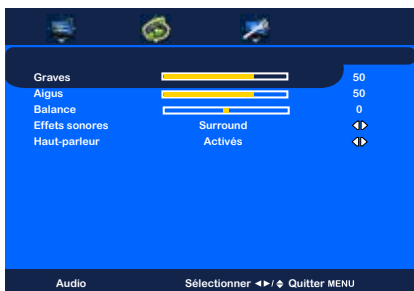 Graves 50
Aigus 50
Balance 0
Effets sonores Surround
Haut-parleur Activés
Audio Sélectionner ◄►/ Quitter MENU